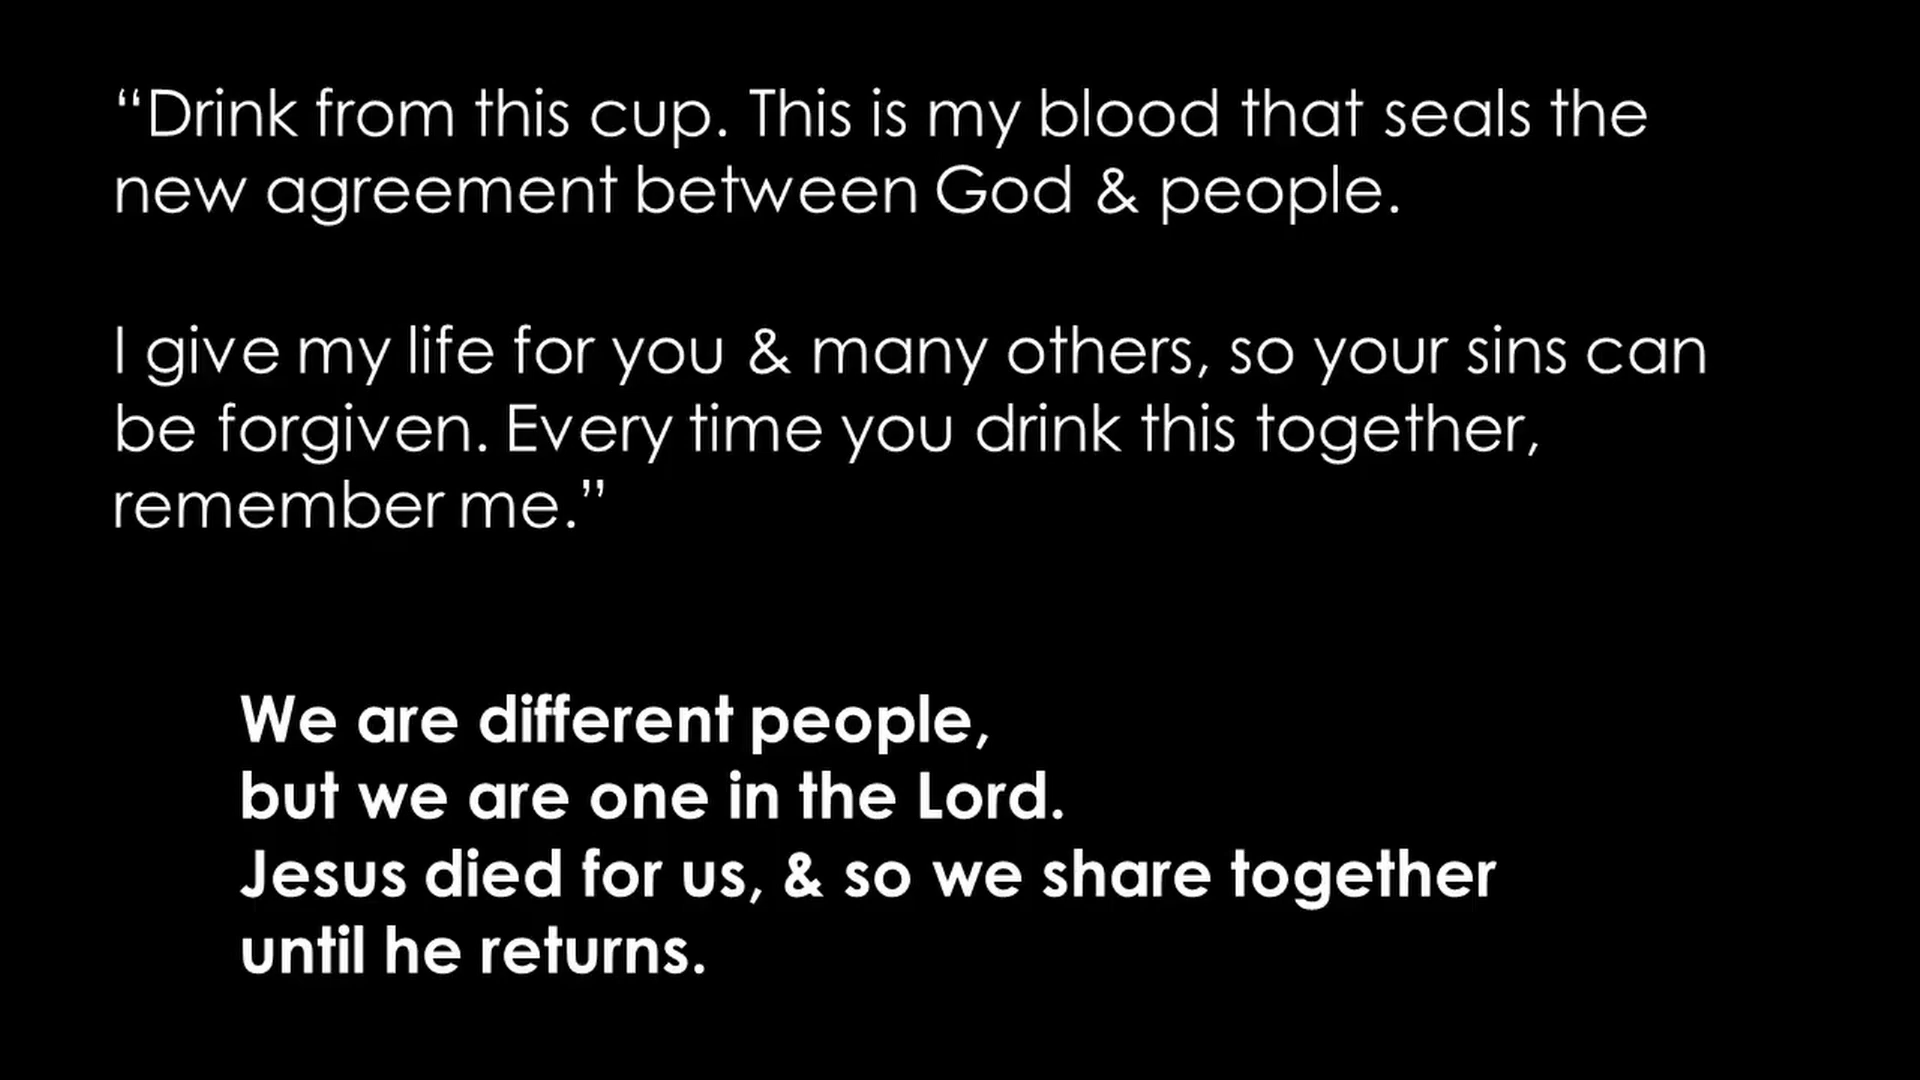 “Drink from this cup. This is my blood that seals the
new agreement between God & people.
I give my life for you & many others, so your sins can
be forgiven. Every time you drink this together,
remember me.”
We are different people,
but we are one in the Lord.
Jesus died for us, & so we share together
until he returns.